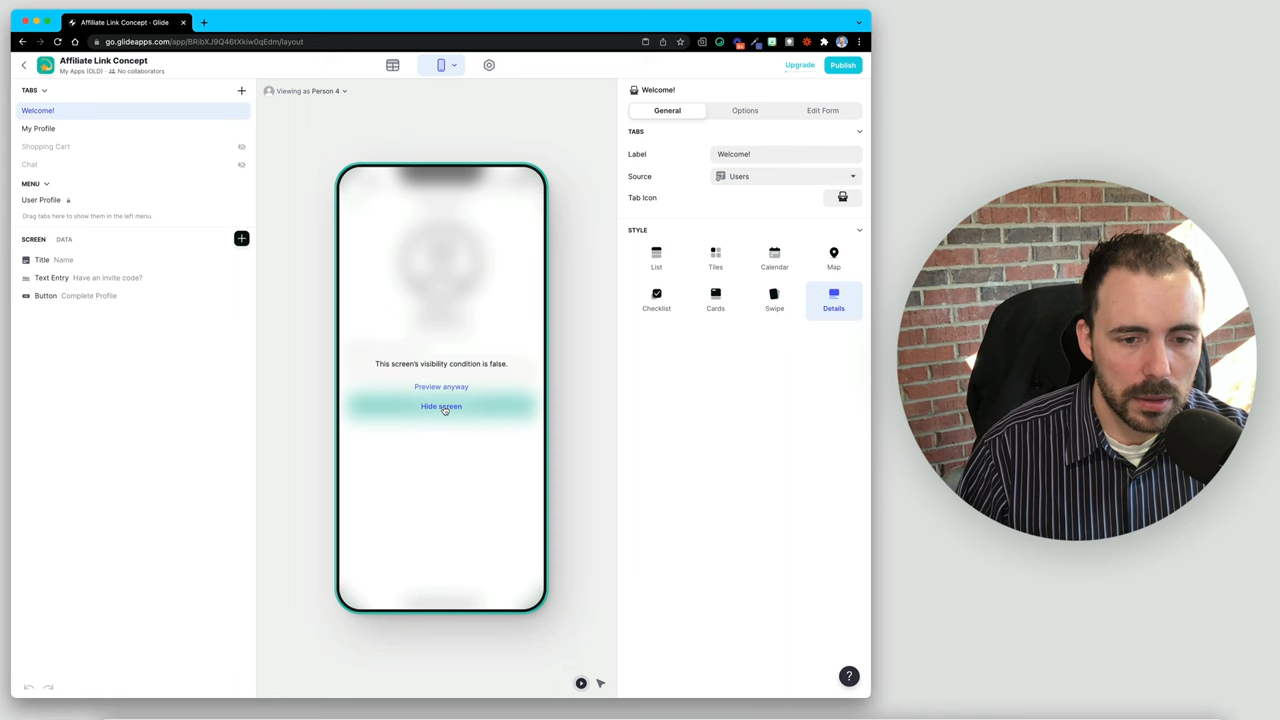 Affiliate Link Concept · Glide
go.glideapps.com/app/BRibXJ9Q46tXkiw0qEdm/layout
Affiliate Link Concept
My Apps (OLD) · No collaborators
Upgrade
Publish
TABS
Welcome!
My Profile
Shopping Cart
Chat
MENU
User Profile
Drag tabs here to show them in the left menu.
SCREEN DATA
Title Name
Text Entry Have an invite code?
Button Complete Profile
Viewing as Person 4
This screen's visibility condition is false.
Preview anyway
Hide screen
Welcome!
General Options Edit Form
TABS
Label Welcome!
Source Users
Tab Icon
STYLE
List Tiles Calendar Map
Checklist Cards Swipe Details
?